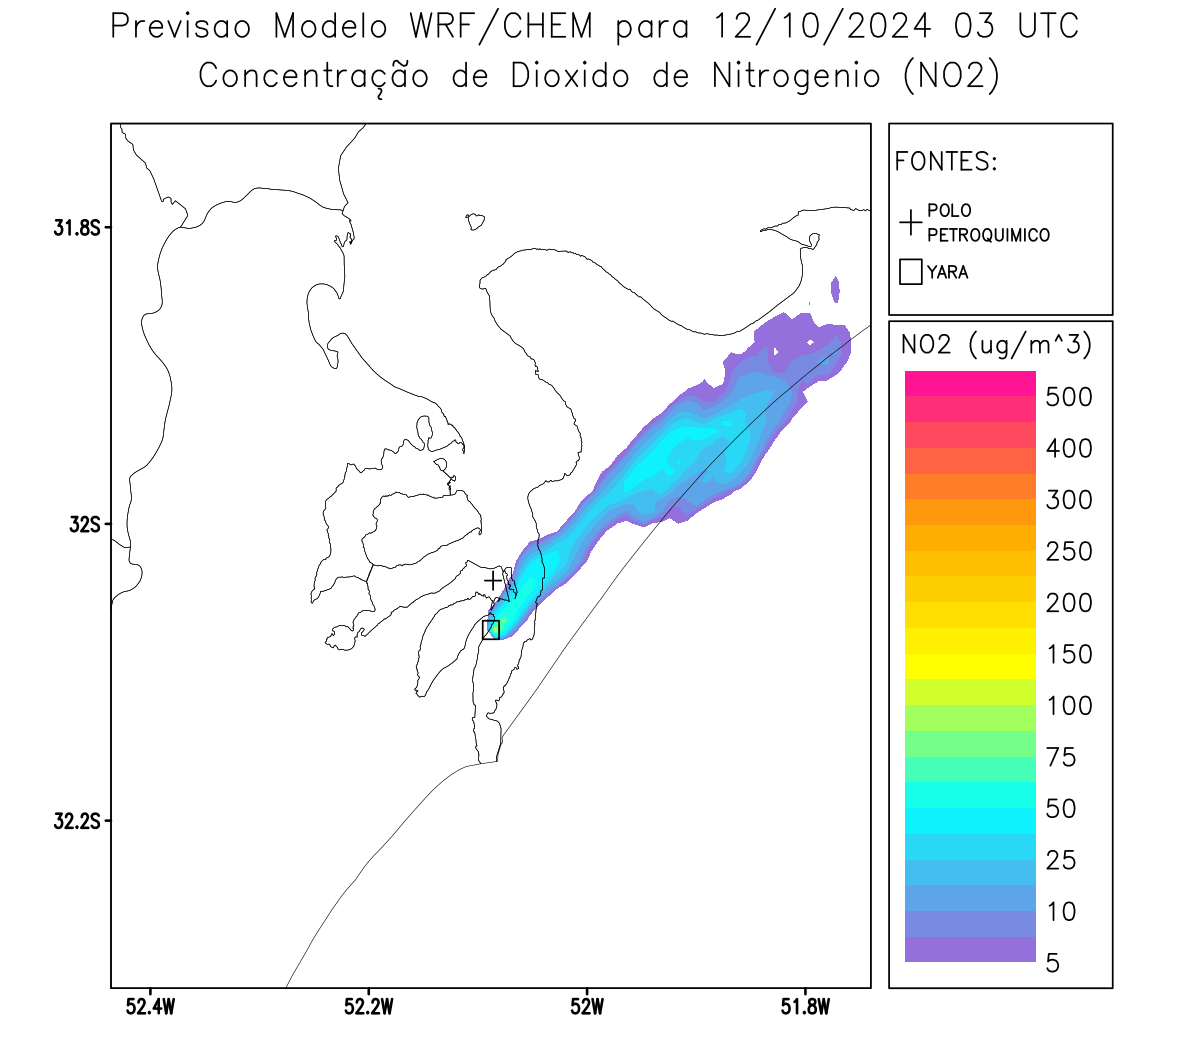 Previsao Modelo WRF/CHEM para 12/10/2024 03 UTC
Concentração de Dioxido de Nitrogenio (NO2)
FONTES:
POLO
PETROQUIMICO
YARA
31.8S
32S
32.2S
52.4W
52.2W
52W
51.8W
NO2 (ug/m^3)
500
400
300
250
200
150
100
75
50
25
10
5